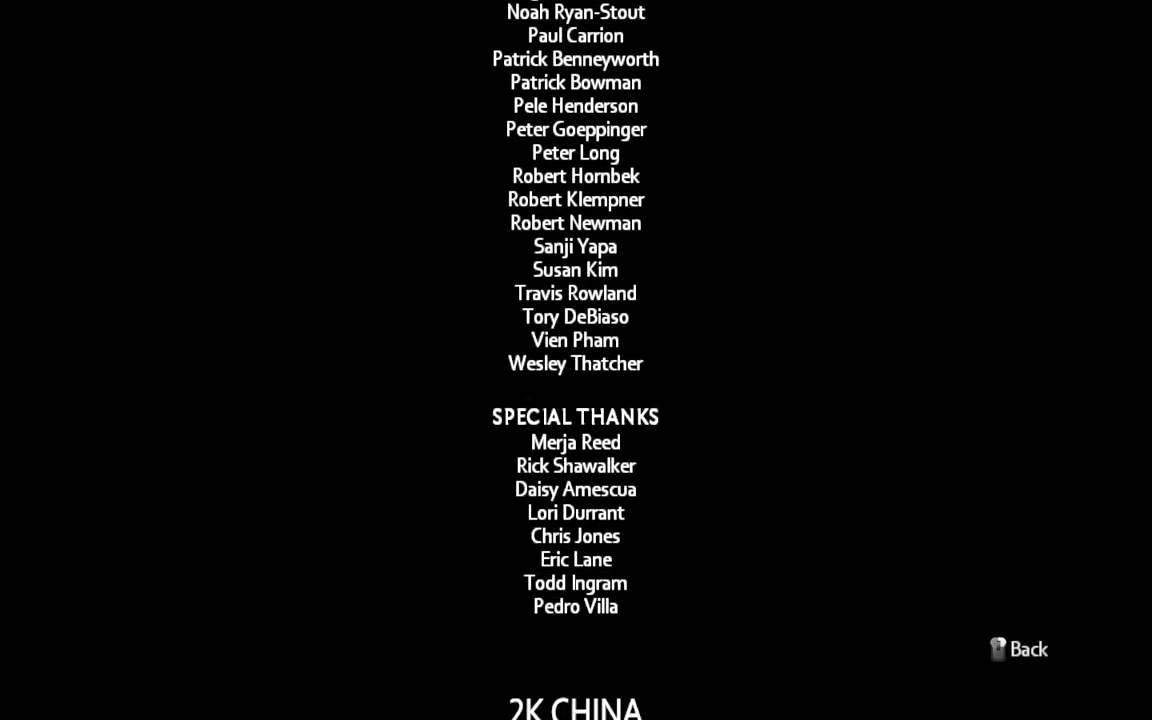 Noah Ryan-Stout
Paul Carrion
Patrick Benneyworth
Patrick Bowman
Pele Henderson
Peter Goeppinger
Peter Long
Robert Hornbek
Robert Klempner
Robert Newman
Sanji Yapa
Susan Kim
Travis Rowland
Tory DeBiaso
Vien Pham
Wesley Thatcher
SPECIAL THANKS
Merja Reed
Rick Shawalker
Daisy Amescua
Lori Durrant
Chris Jones
Eric Lane
Todd Ingram
Pedro Villa
Back
2K CHINA